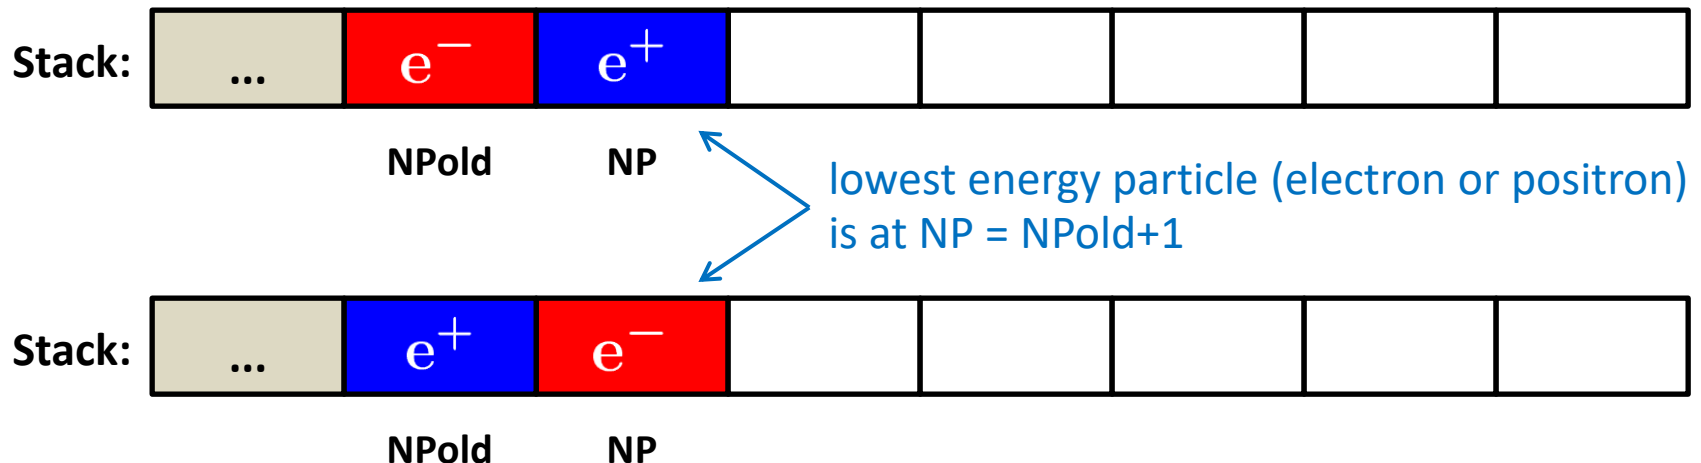 Stack: ... e⁻ e⁺
NPold NP
lowest energy particle (electron or positron)
is at NP = NPold+1
Stack: ... e⁺ e⁻
NPold NP